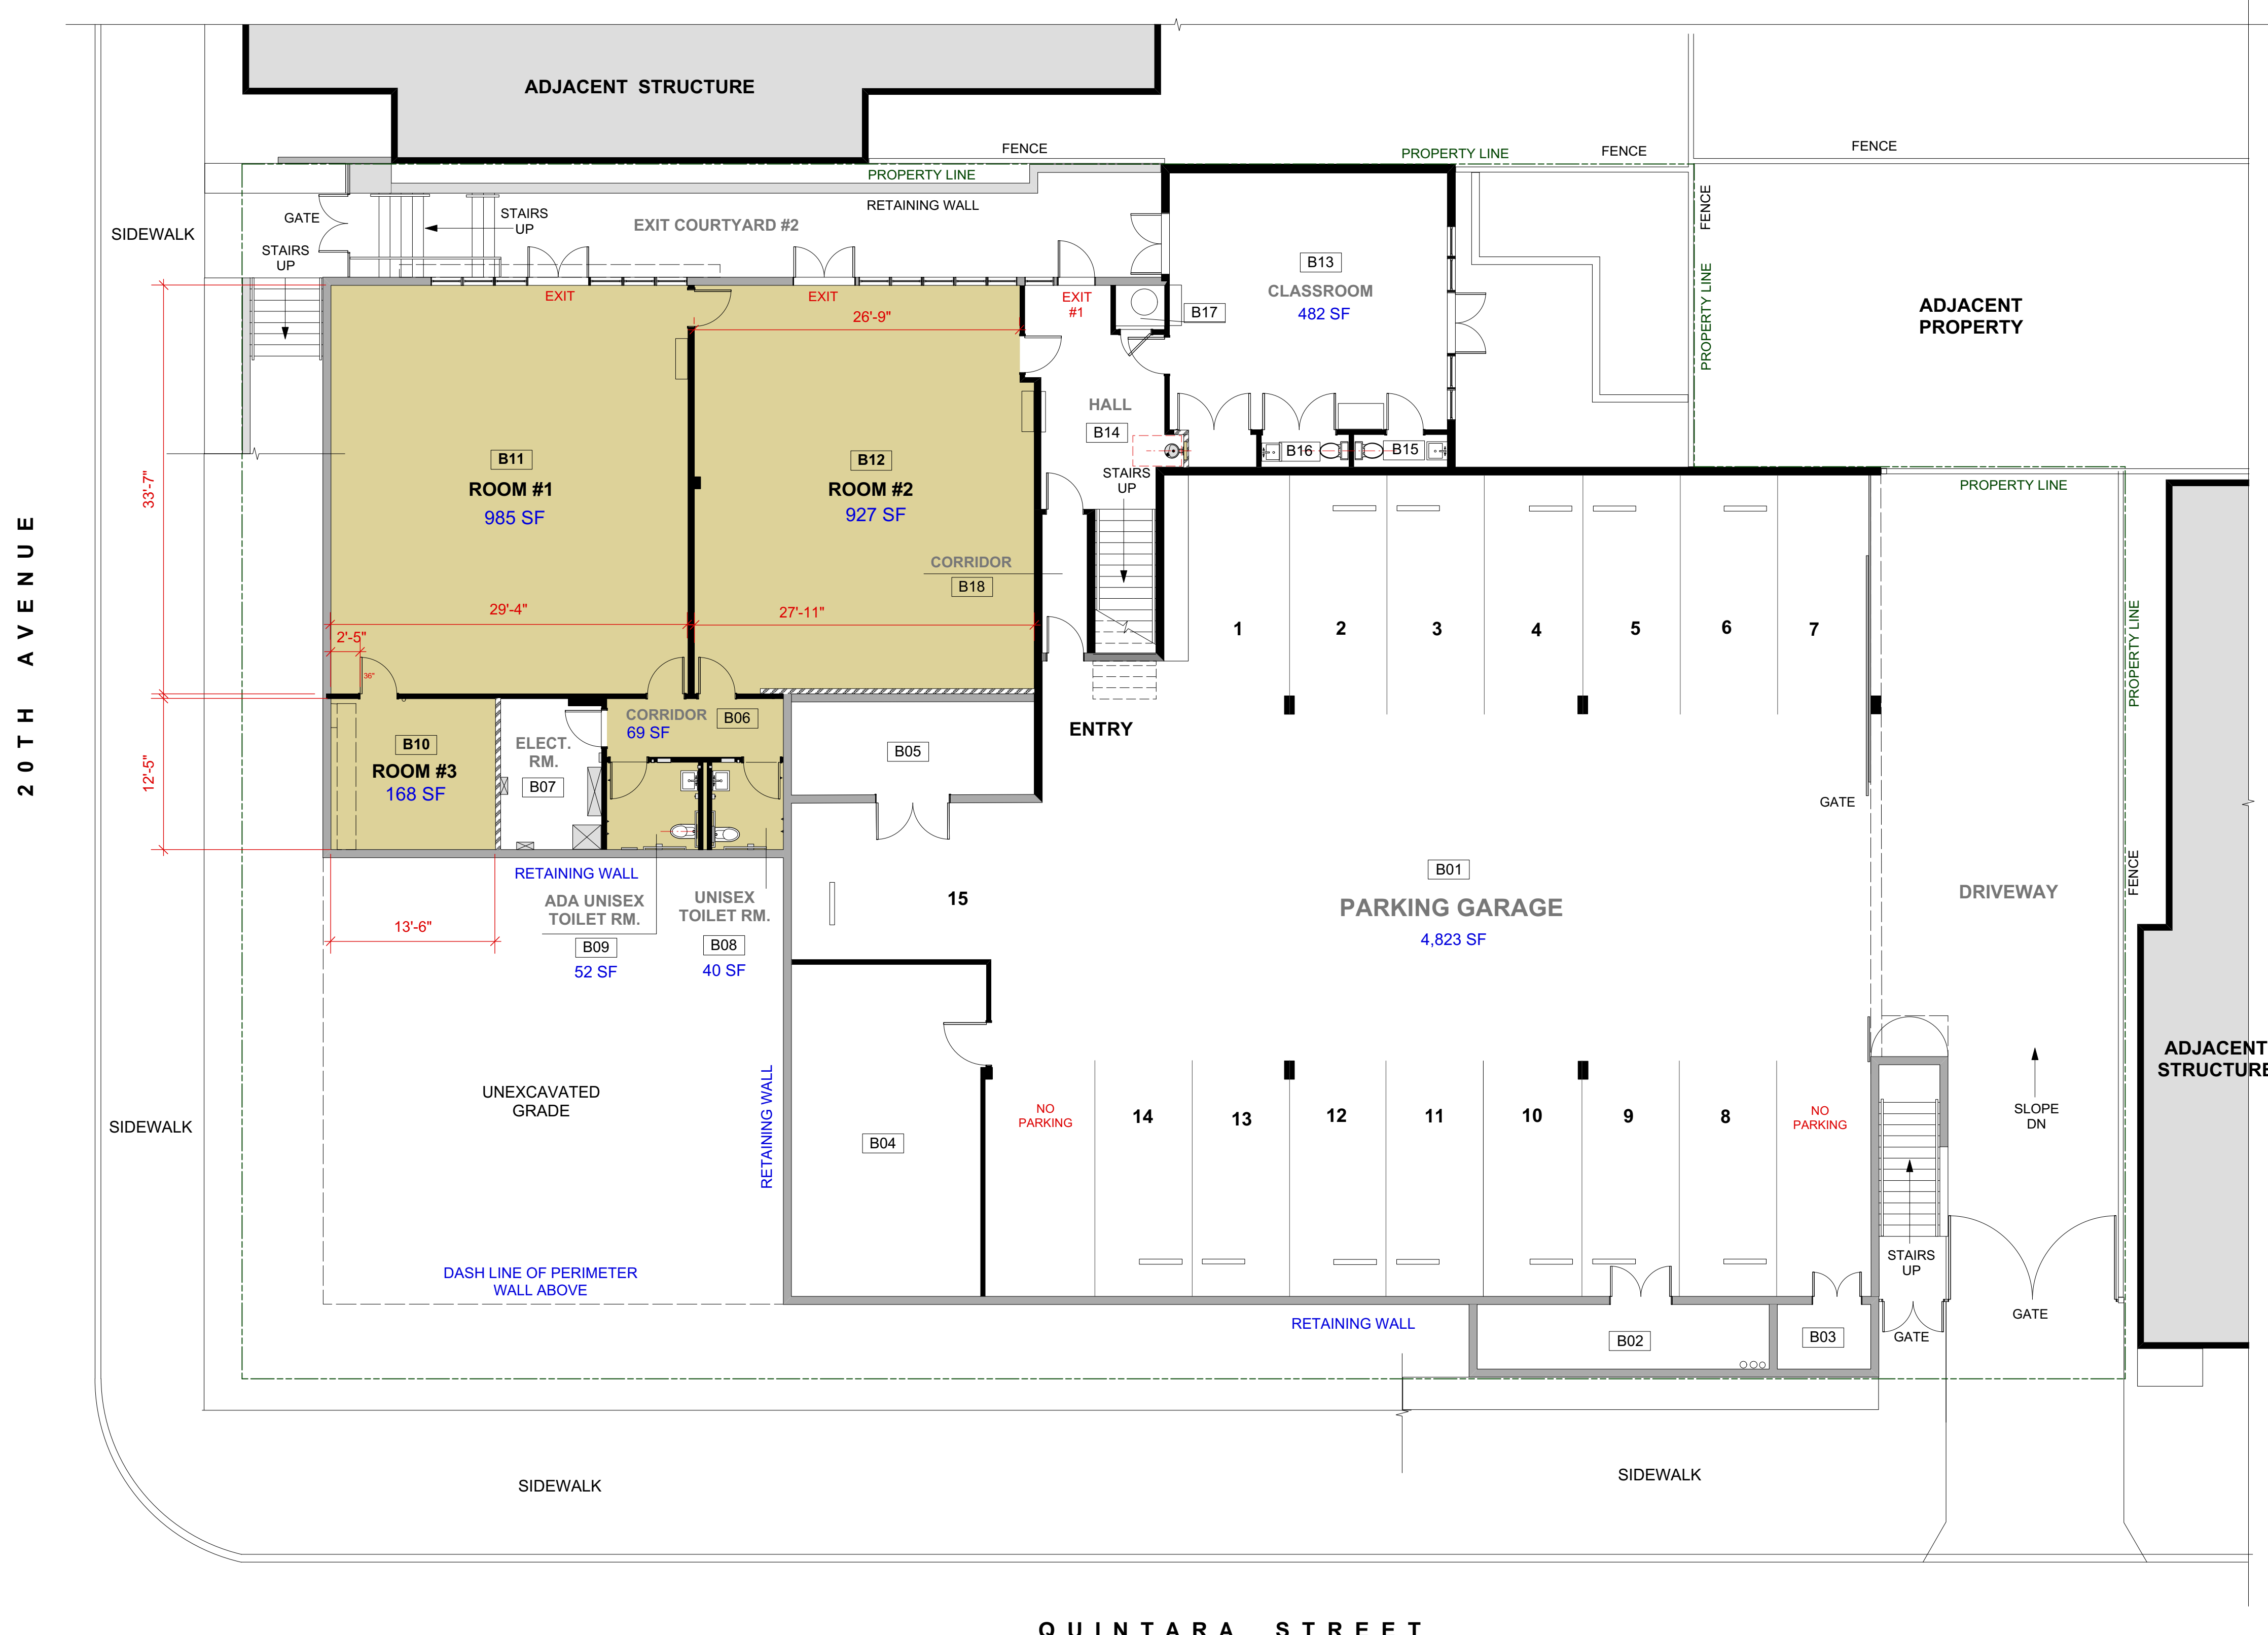 ADJACENT STRUCTURE
FENCE
PROPERTY LINE
FENCE
FENCE
PROPERTY LINE
RETAINING WALL
EXIT COURTYARD #2
GATE
STAIRS
UP
STAIRS
UP
SIDEWALK
FENCE
PROPERTY LINE
B13
CLASSROOM
482 SF
B17
ADJACENT
PROPERTY
EXIT
EXIT
EXIT
#1
26'-9"
HALL
B14
B16
B15
STAIRS
UP
B11
ROOM #1
985 SF
B12
ROOM #2
927 SF
33'-7"
PROPERTY LINE
CORRIDOR
B18
29'-4"
27'-11"
2'-5"
36"
1
2
3
4
5
6
7
PROPERTY LINE
20TH AVENUE
CORRIDOR
69 SF
B06
ELECT.
RM.
B07
B10
ROOM #3
168 SF
12'-5"
B05
ENTRY
GATE
RETAINING WALL
ADA UNISEX
TOILET RM.
B09
52 SF
UNISEX
TOILET RM.
B08
40 SF
13'-6"
15
B01
PARKING GARAGE
4,823 SF
DRIVEWAY
FENCE
ADJACENT
STRUCTURE
UNEXCAVATED
GRADE
RETAINING WALL
B04
NO
PARKING
14
13
12
11
10
9
8
NO
PARKING
SLOPE
DN
SIDEWALK
STAIRS
UP
DASH LINE OF PERIMETER
WALL ABOVE
RETAINING WALL
B02
B03
GATE
GATE
SIDEWALK
SIDEWALK
QUINTARA STREET